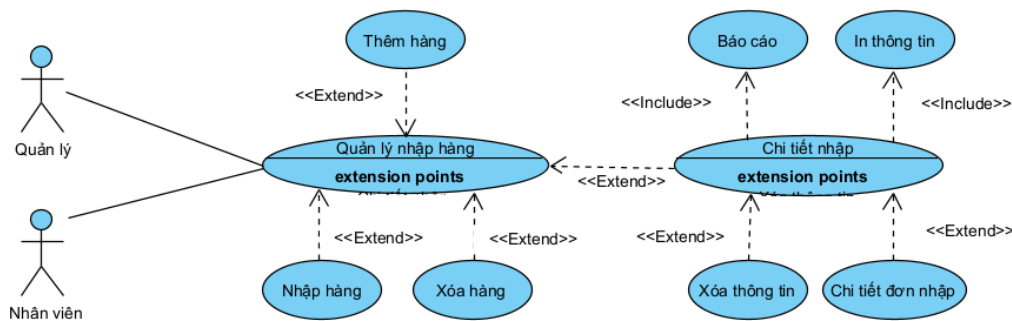 Thêm hàng
Báo cáo
In thông tin
<<Extend>>
<<Include>>
<<Include>>
Quản lý
Quản lý nhập hàng
extension points
Chi tiết nhập
extension points
<<Extend>>
<<Extend>>
<<Extend>>
<<Extend>>
<<Extend>>
Nhập hàng
Xóa hàng
Xóa thông tin
Chi tiết đơn nhập
Nhân viên